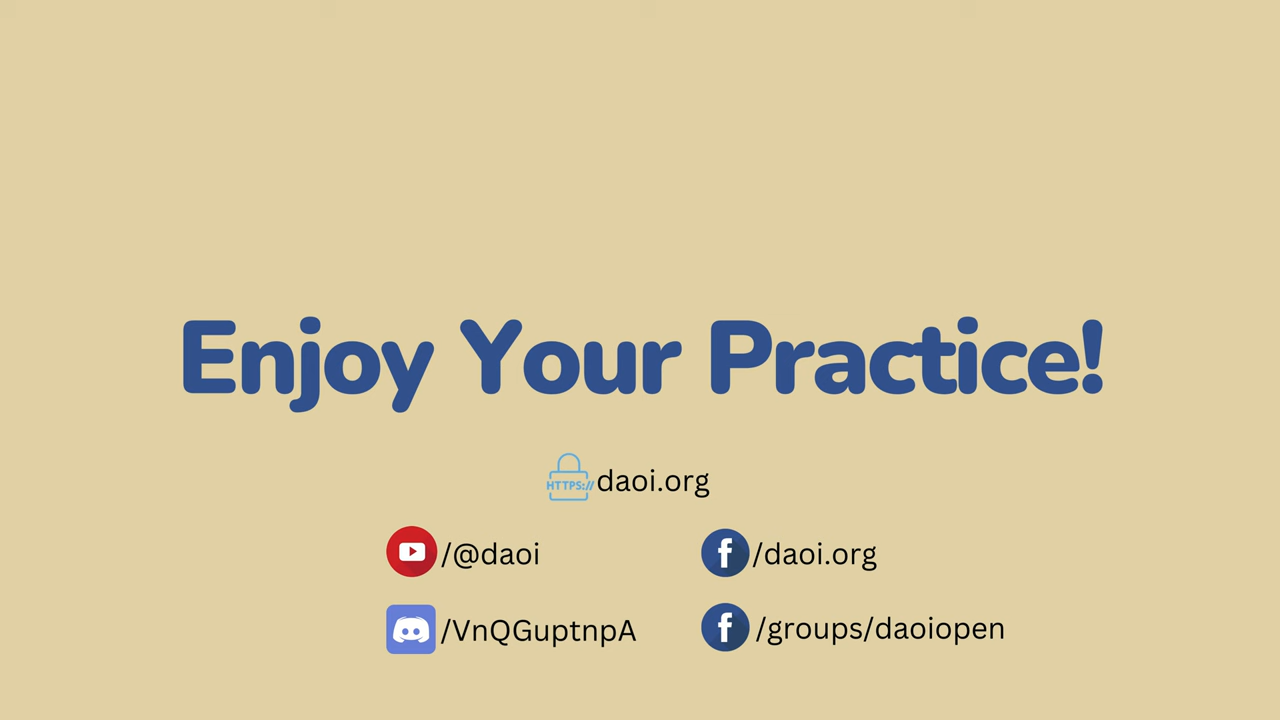 Enjoy Your Practice!
HTTPS:// daoi.org
/@daoi
/daoi.org
/VnQGuptnpA
/groups/daoiopen